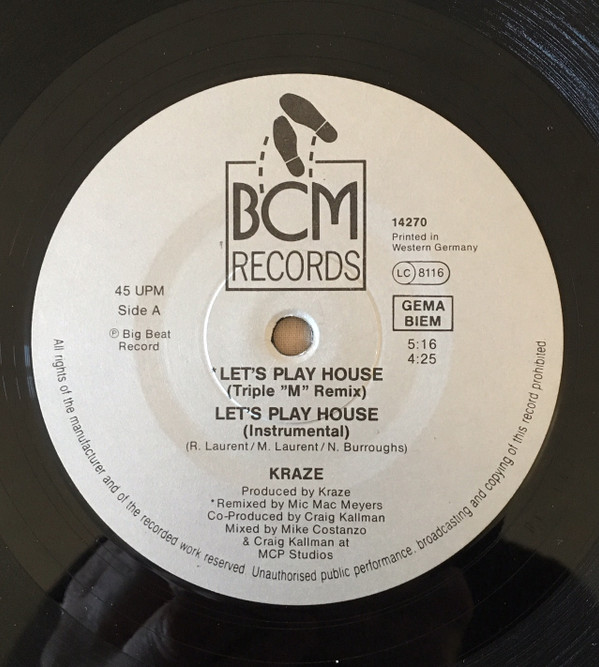 BCM
RECORDS
14270
Printed in
Western Germany
LC 8116
GEMA
BIEM
5:16
4:25
45 UPM
Side A
℗ Big Beat
Record
*LET'S PLAY HOUSE
(Triple "M" Remix)
LET'S PLAY HOUSE
(Instrumental)
(R. Laurent/M. Laurent/N. Burroughs)
KRAZE
Produced by Kraze
*Remixed by Mic Mac Meyers
Co-Produced by Craig Kallman
Mixed by Mike Costanzo
& Craig Kallman at
MCP Studios
All rights of the manufacturer and of the recorded work reserved. Unauthorised public performance, broadcasting and copying of this record prohibited